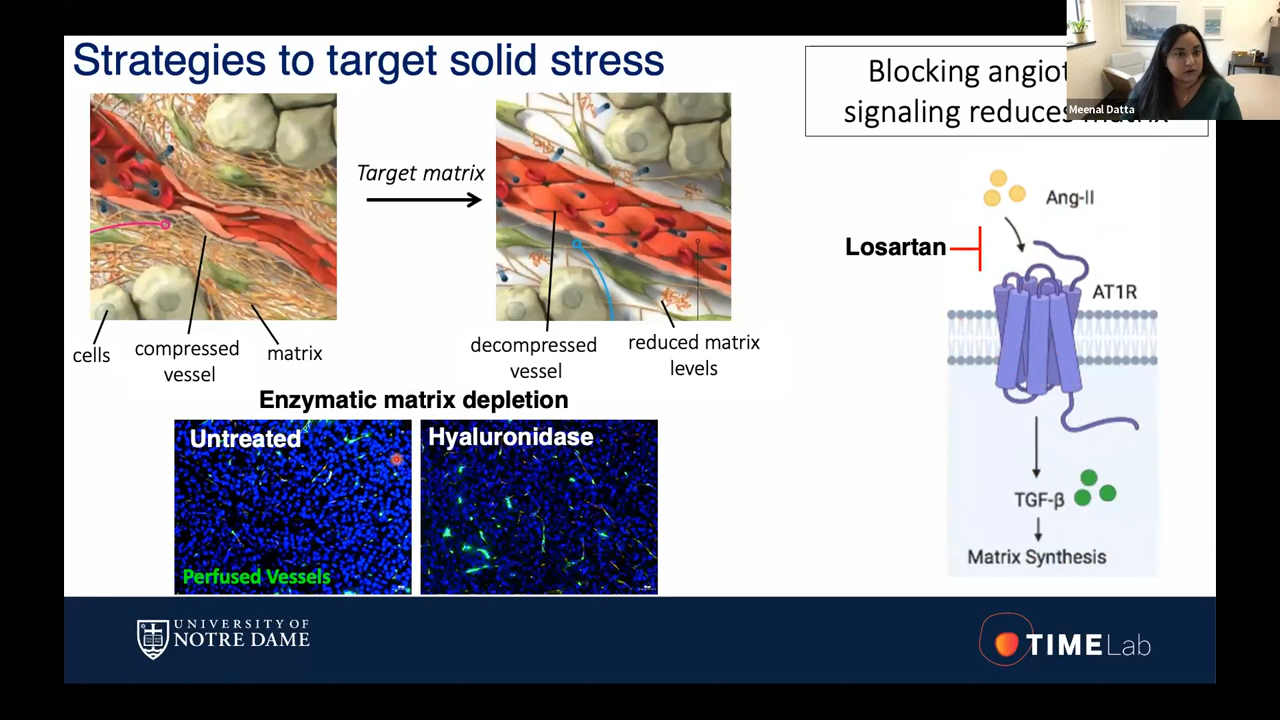 Strategies to target solid stress
Blocking angiot
signaling reduces matrix
Meenal Datta
Target matrix
Ang-II
Losartan
AT1R
cells
compressed
vessel
matrix
decompressed
vessel
reduced matrix
levels
Enzymatic matrix depletion
Untreated
Hyaluronidase
Perfused Vessels
TGF-β
Matrix Synthesis
UNIVERSITY OF
NOTRE DAME
TIME Lab